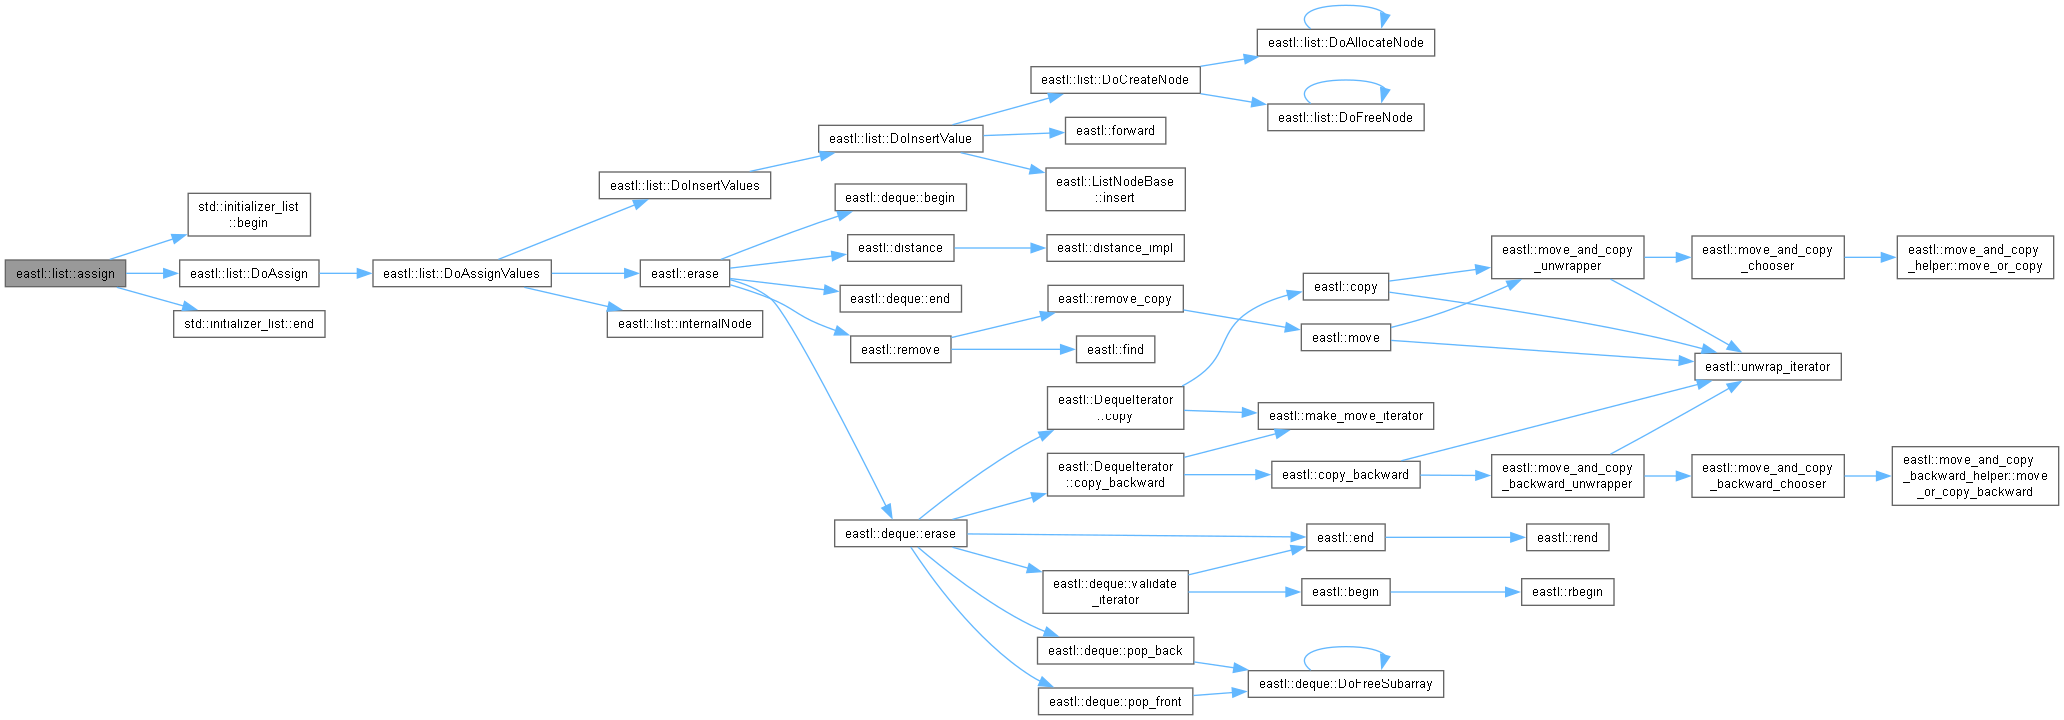 eastl::list::assign
std::initializer_list
::begin
eastl::list::DoAssign
std::initializer_list::end
eastl::list::DoAssignValues
eastl::list::DoInsertValues
eastl::erase
eastl::list::internalNode
eastl::list::DoInsertValue
eastl::deque::begin
eastl::distance
eastl::deque::end
eastl::remove
eastl::deque::erase
eastl::list::DoCreateNode
eastl::forward
eastl::ListNodeBase
::insert
eastl::distance_impl
eastl::remove_copy
eastl::find
eastl::DequeIterator
::copy
eastl::DequeIterator
::copy_backward
eastl::deque::validate
_iterator
eastl::deque::pop_back
eastl::deque::pop_front
eastl::list::DoAllocateNode
eastl::list::DoFreeNode
eastl::copy
eastl::move
eastl::make_move_iterator
eastl::copy_backward
eastl::end
eastl::begin
eastl::deque::DoFreeSubarray
eastl::move_and_copy
_unwrapper
eastl::move_and_copy
_backward_unwrapper
eastl::rend
eastl::rbegin
eastl::move_and_copy
_chooser
eastl::unwrap_iterator
eastl::move_and_copy
_backward_chooser
eastl::move_and_copy
_helper::move_or_copy
eastl::move_and_copy
_backward_helper::move
_or_copy_backward